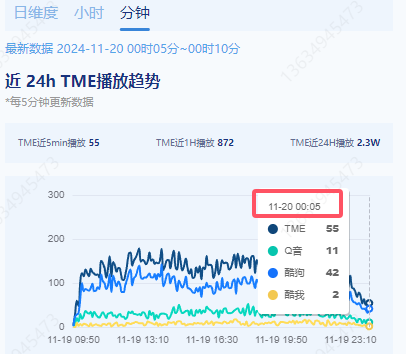 日维度 小时 分钟
最新数据 2024-11-20 00时05分~00时10分
近 24h TME播放趋势
*每5分钟更新数据
TME近5min播放 55 TME近1H播放 872 TME近24H播放 2.3W
300
200
100
0
11-20 00:05
TME 55
Q音 11
酷狗 42
酷我 2
11-19 09:50 11-19 13:10 11-19 16:30 11-19 19:50 11-19 23:10
13634945473
13634945473
13634945473